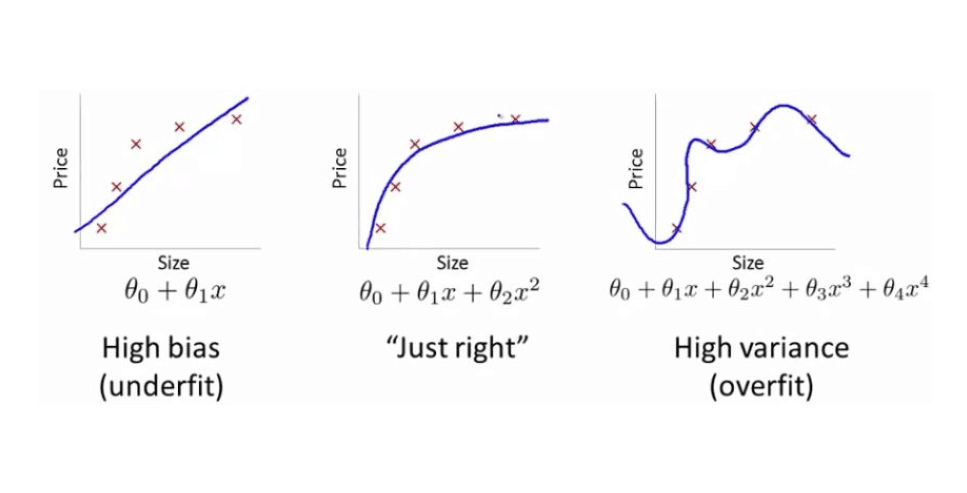 Price
Size
θ₀ + θ₁x
High bias
(underfit)
Price
Size
θ₀ + θ₁x + θ₂x²
“Just right”
Price
Size
θ₀ + θ₁x + θ₂x² + θ₃x³ + θ₄x⁴
High variance
(overfit)